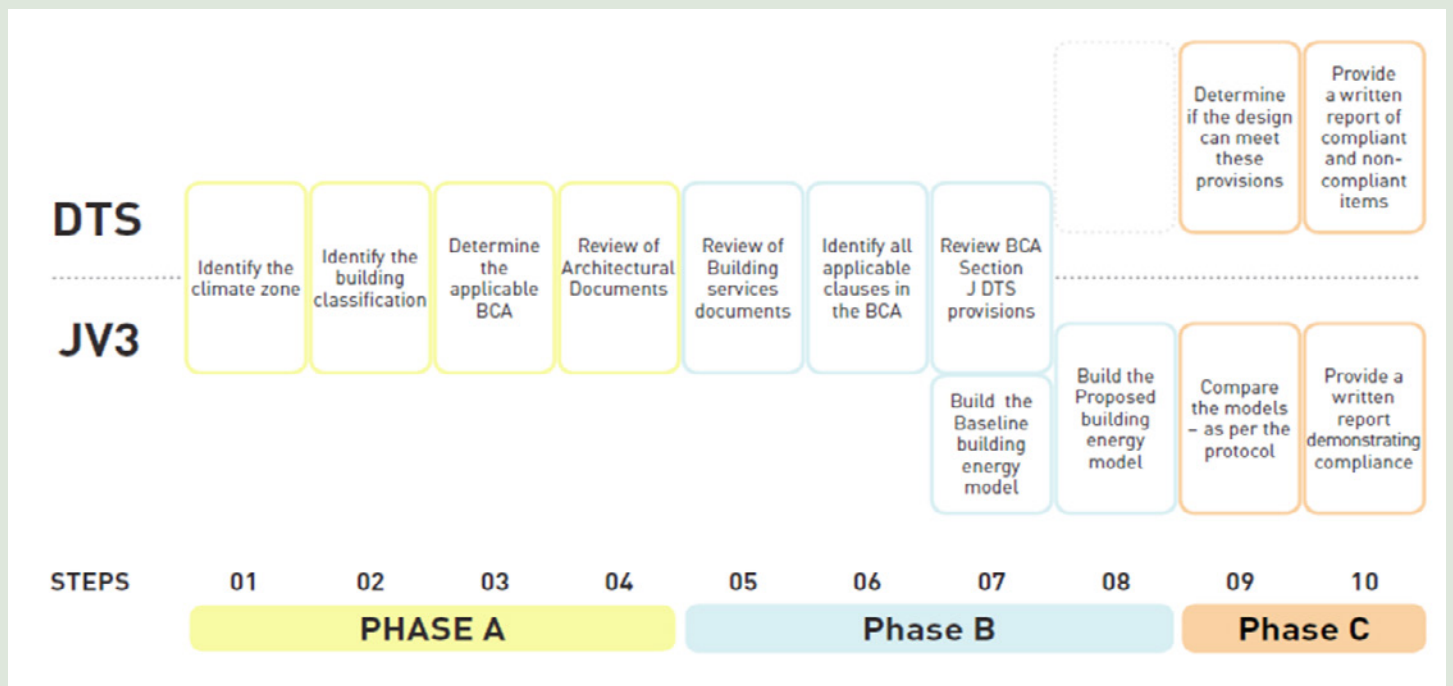 DTS
JV3
Identify the
climate zone
Identify the
building
classification
Determine
the
applicable
BCA
Review of
Architectural
Documents
Review of
Building
services
documents
Identify all
applicable
clauses in
the BCA
Review BCA
Section
J DTS
provisions
Build the
Baseline
building
energy
model
Build the
Proposed
building
energy
model
Determine
if the design
can meet
these
provisions
Provide
a written
report of
compliant
and non-
compliant
items
Compare
the models
– as per the
protocol
Provide a
written
report
demonstrating
compliance
STEPS 01 02 03 04 05 06 07 08 09 10
PHASE A Phase B Phase C